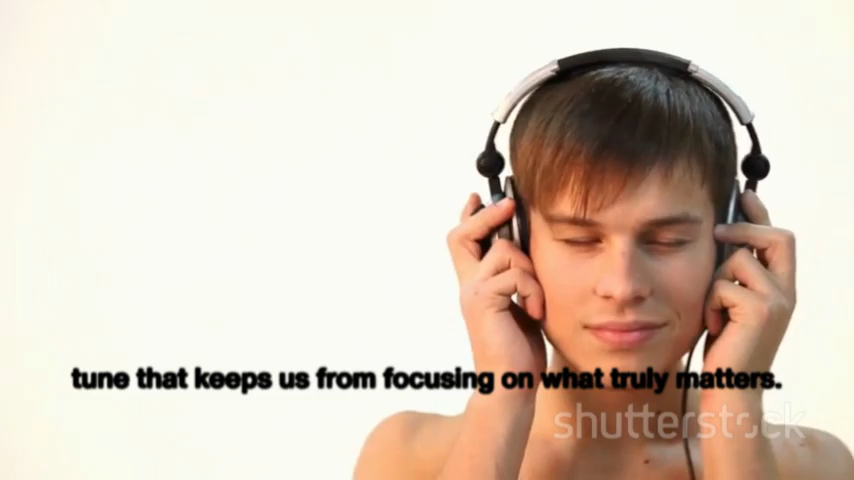 tune that keeps us from focusing on what truly matters.
shutterstock